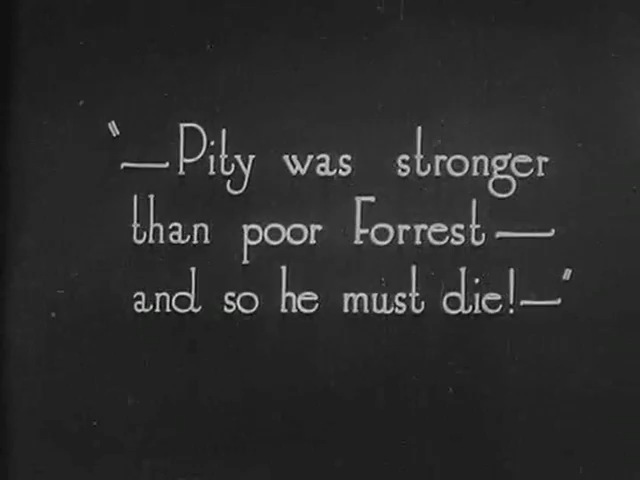 "—Pity was stronger
than poor Forrest—
and so he must die!—"